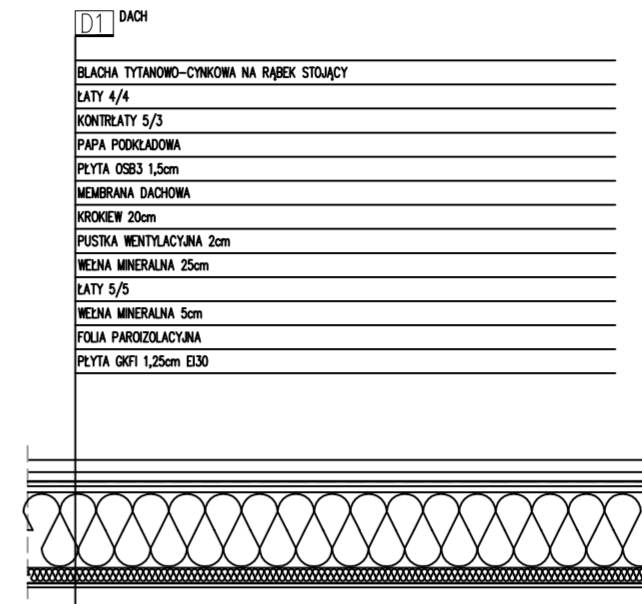 D1 DACH
BLACHA TYTANOWO-CYNKOWA NA RĄBEK STOJĄCY
ŁATY 4/4
KONTRŁATY 5/3
PAPA PODKŁADOWA
PŁYTA OSB3 1,5cm
MEMBRANA DACHOWA
KROKIEW 20cm
PUSTKA WENTYLACYJNA 2cm
WEŁNA MINERALNA 25cm
ŁATY 5/5
WEŁNA MINERALNA 5cm
FOLIA PAROIZOLACYJNA
PŁYTA GKFI 1,25cm EI30